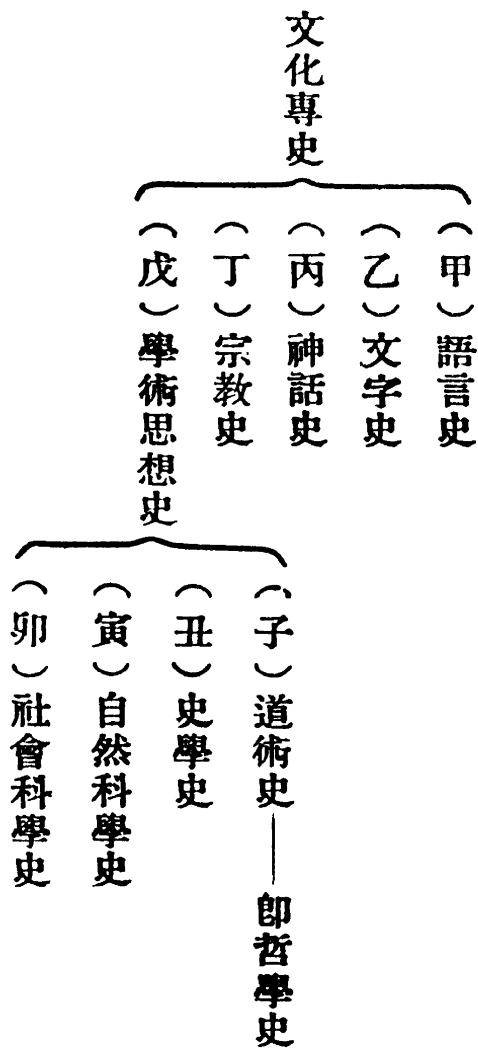 文化專史
（甲）語言史
（乙）文字史
（丙）神話史
（丁）宗教史
（戊）學術思想史
（子）道術史——卽哲學史
（丑）史學史
（寅）自然科學史
（卯）社會科學史